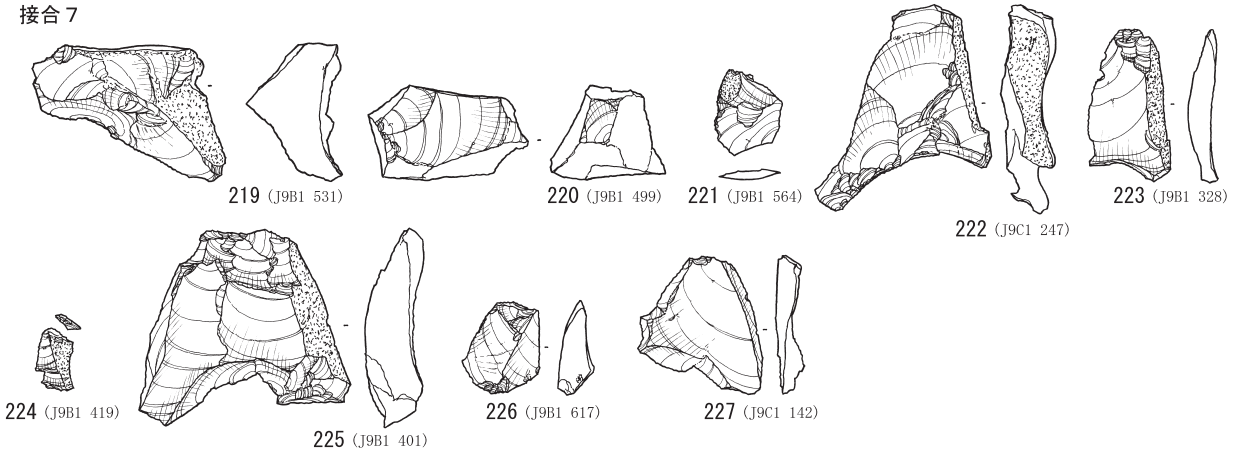 接合７
219 (J9B1 531)
220 (J9B1 499)
221 (J9B1 564)
222 (J9C1 247)
223 (J9B1 328)
224 (J9B1 419)
225 (J9B1 401)
226 (J9B1 617)
227 (J9C1 142)